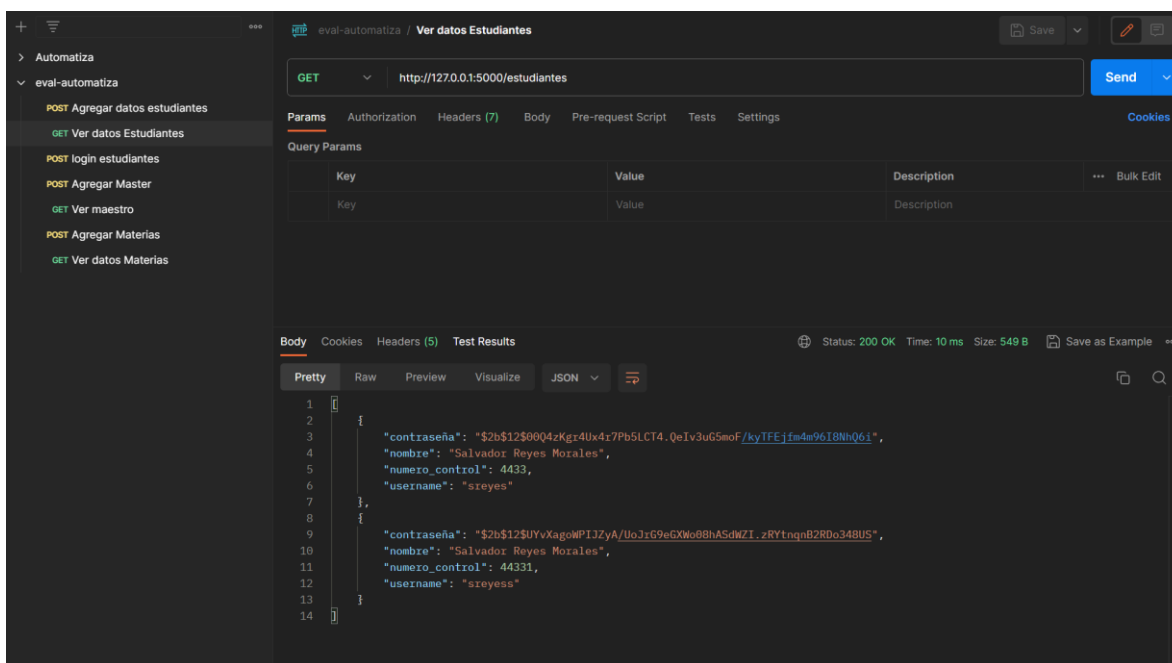 eval-automatiza / Ver datos Estudiantes
Save
Automatiza
eval-automatiza
POST Agregar datos estudiantes
GET Ver datos Estudiantes
POST login estudiantes
POST Agregar Master
GET Ver maestro
POST Agregar Materias
GET Ver datos Materias
GET http://127.0.0.1:5000/estudiantes
Send
Params Authorization Headers (7) Body Pre-request Script Tests Settings
Cookies
Query Params
Key Value Description Bulk Edit
Key Value Description
Body Cookies Headers (5) Test Results
Status: 200 OK Time: 10 ms Size: 549 B Save as Example
Pretty Raw Preview Visualize JSON
1 [
2 {
3 "contraseña": "$2b$12$00Q4zKgr4Ux4r7Pb5LCT4.QeIv3uG5moF/kyTFEjfm4m96I8NhQ6i",
4 "nombre": "Salvador Reyes Morales",
5 "numero_control": 4433,
6 "username": "sreyes"
7 },
8 {
9 "contraseña": "$2b$12$UYvXagoWPIJZyA/UoJrG9eGXWo08hASdWZI.zRYtnqnB2RDo348US",
10 "nombre": "Salvador Reyes Morales",
11 "numero_control": 44331,
12 "username": "sreyess"
13 }
14 ]